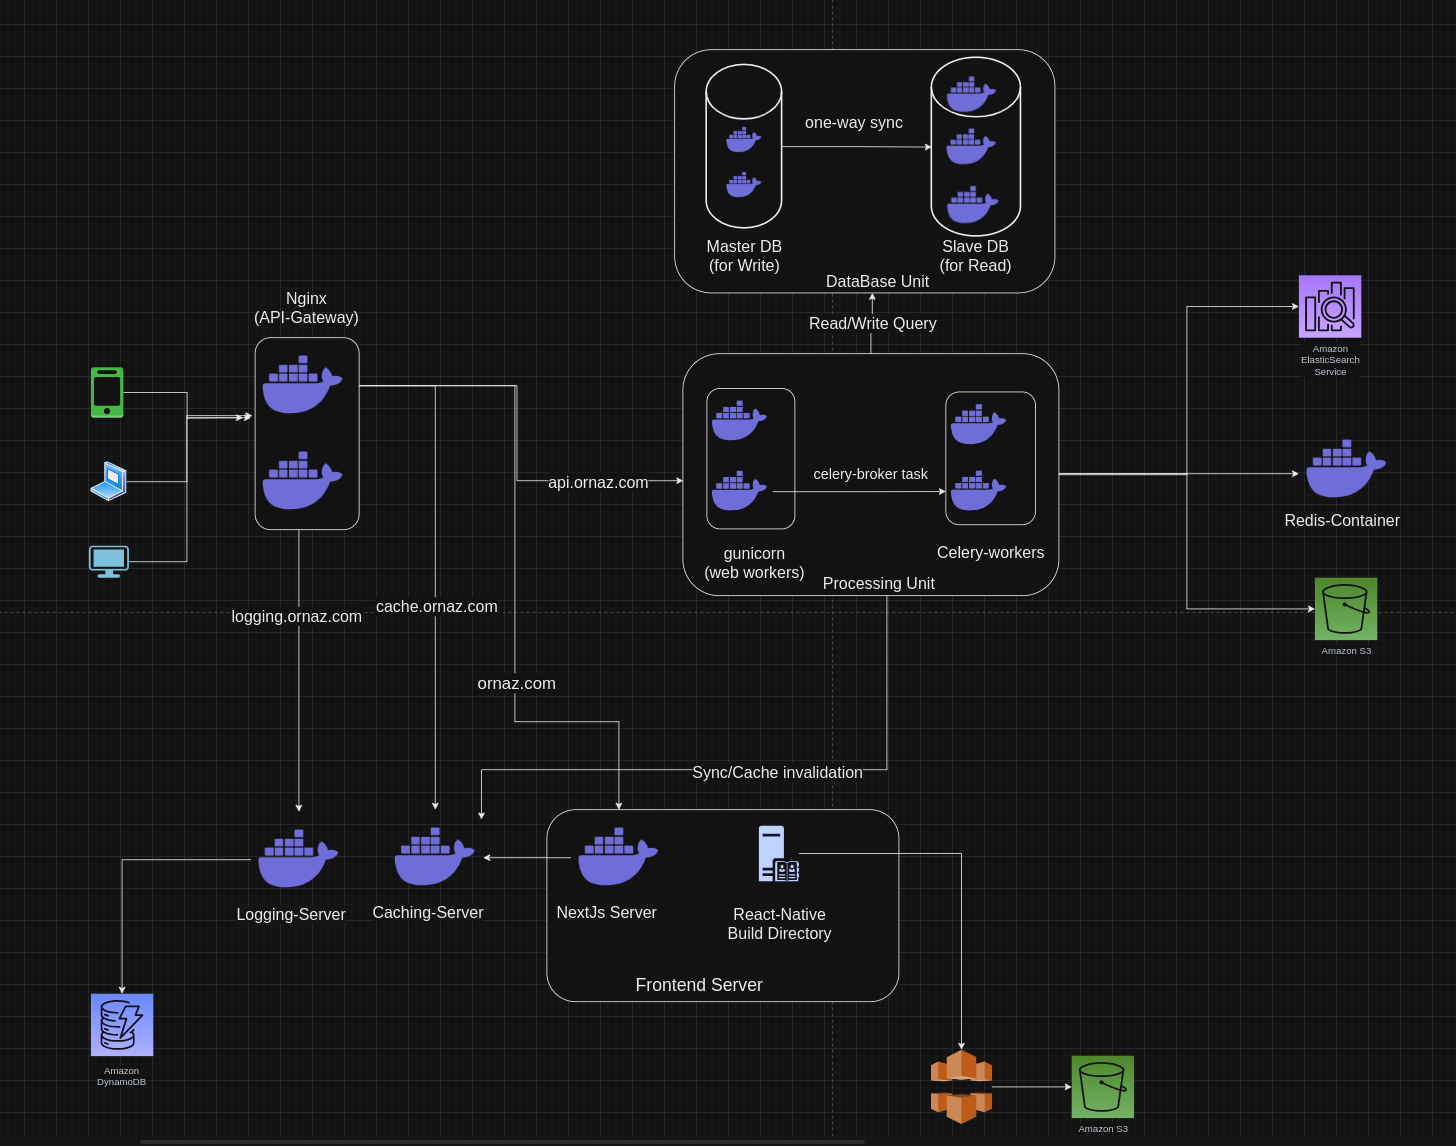 one-way sync
Master DB
(for Write)
Slave DB
(for Read)
DataBase Unit
Read/Write Query
Nginx
(API-Gateway)
api.ornaz.com
celery-broker task
gunicorn
(web workers)
Celery-workers
Processing Unit
Amazon
ElasticSearch
Service
Redis-Container
Amazon S3
logging.ornaz.com
cache.ornaz.com
ornaz.com
Sync/Cache invalidation
Logging-Server
Caching-Server
NextJs Server
React-Native
Build Directory
Frontend Server
Amazon
DynamoDB
Amazon S3